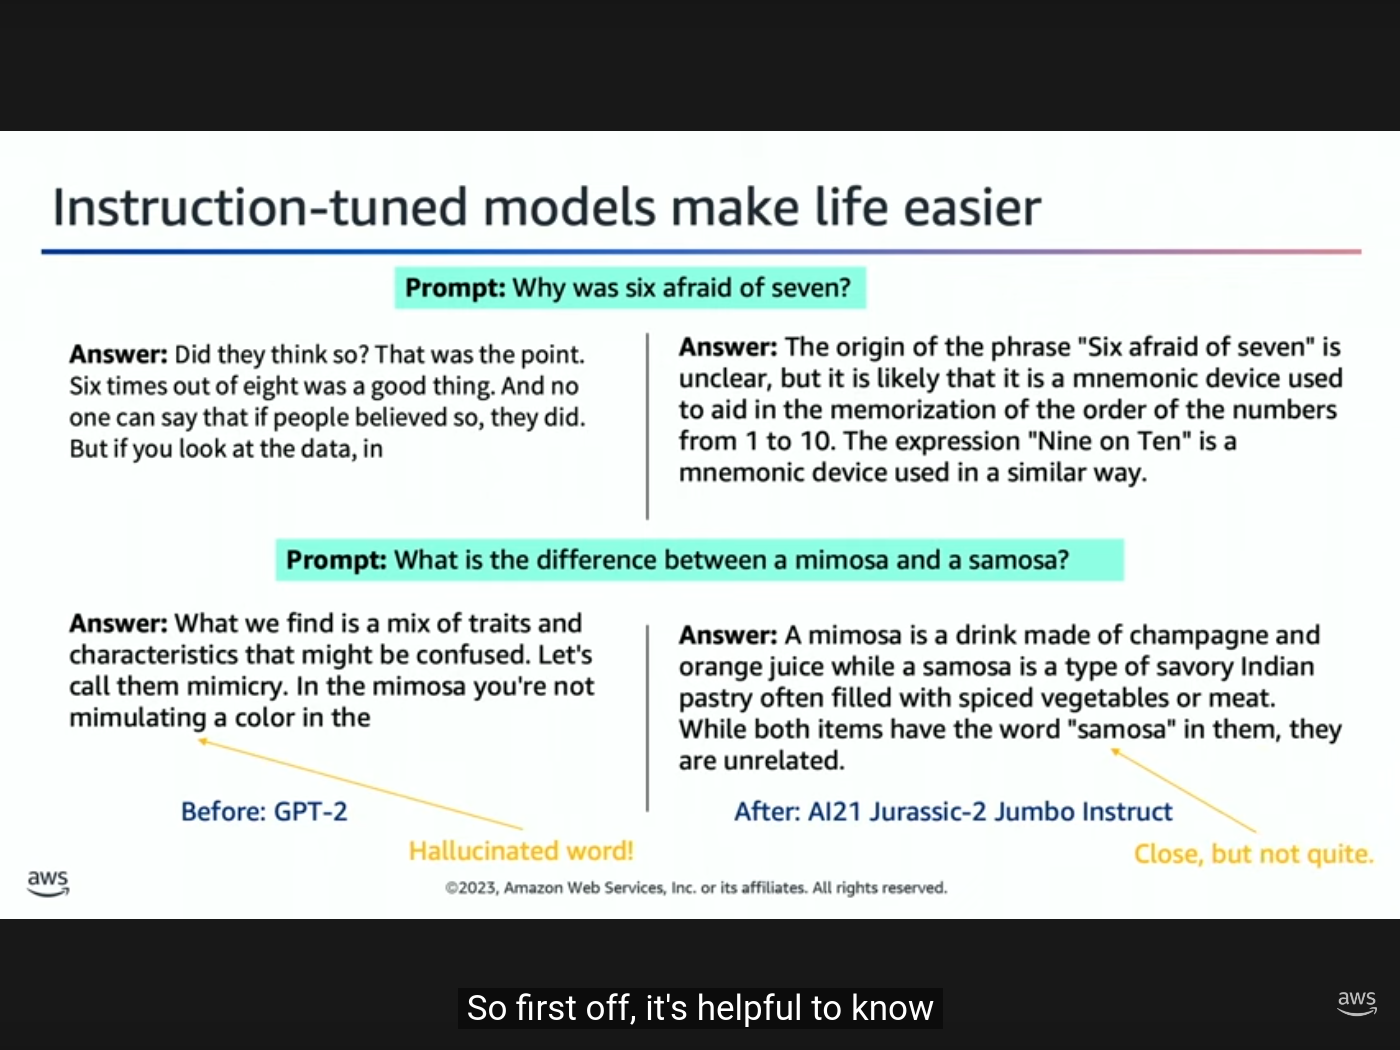 Instruction-tuned models make life easier
Prompt: Why was six afraid of seven?
Answer: Did they think so? That was the point.
Six times out of eight was a good thing. And no
one can say that if people believed so, they did.
But if you look at the data, in
Answer: The origin of the phrase "Six afraid of seven" is
unclear, but it is likely that it is a mnemonic device used
to aid in the memorization of the order of the numbers
from 1 to 10. The expression "Nine on Ten" is a
mnemonic device used in a similar way.
Prompt: What is the difference between a mimosa and a samosa?
Answer: What we find is a mix of traits and
characteristics that might be confused. Let's
call them mimicry. In the mimosa you're not
mimulating a color in the
Answer: A mimosa is a drink made of champagne and
orange juice while a samosa is a type of savory Indian
pastry often filled with spiced vegetables or meat.
While both items have the word "samosa" in them, they
are unrelated.
Before: GPT-2
After: AI21 Jurassic-2 Jumbo Instruct
Hallucinated word!
Close, but not quite.
aws
©2023, Amazon Web Services, Inc. or its affiliates. All rights reserved.
So first off, it's helpful to know
aws